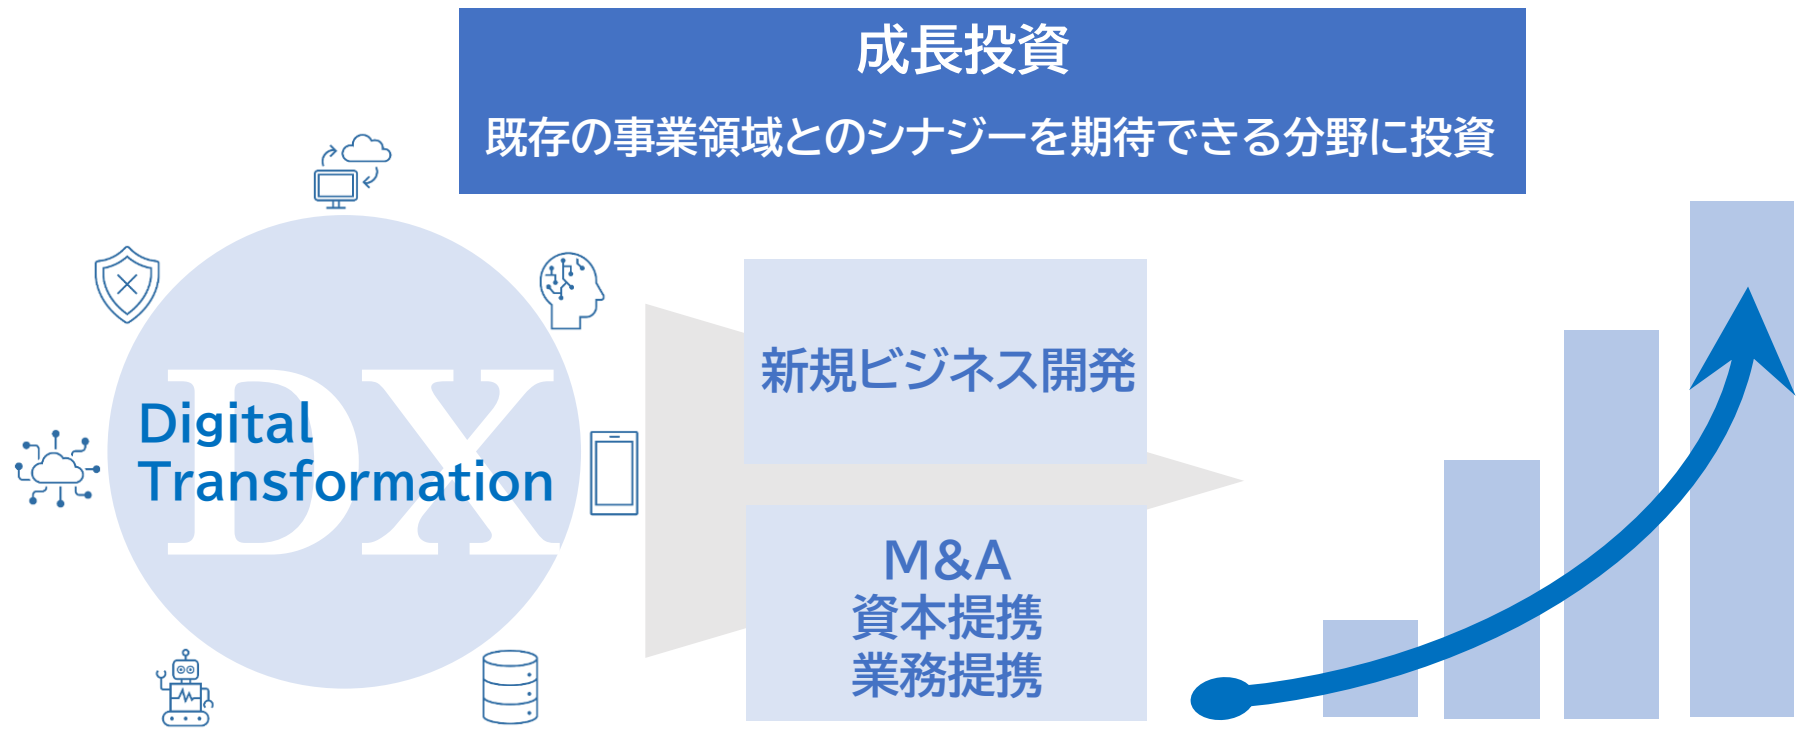 成長投資
既存の事業領域とのシナジーを期待できる分野に投資
DX
Digital
Transformation
新規ビジネス開発
M&A
資本提携
業務提携